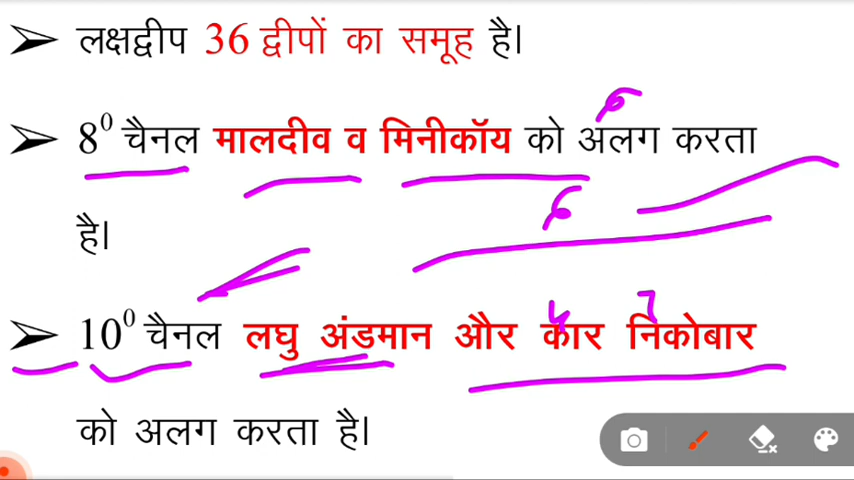 ➢ लक्षद्वीप 36 द्वीपों का समूह है।
➢ 8⁰ चैनल मालदीव व मिनीकॉय को अलग करता
है।
➢ 10⁰ चैनल लघु अंडमान और कार निकोबार
को अलग करता है।